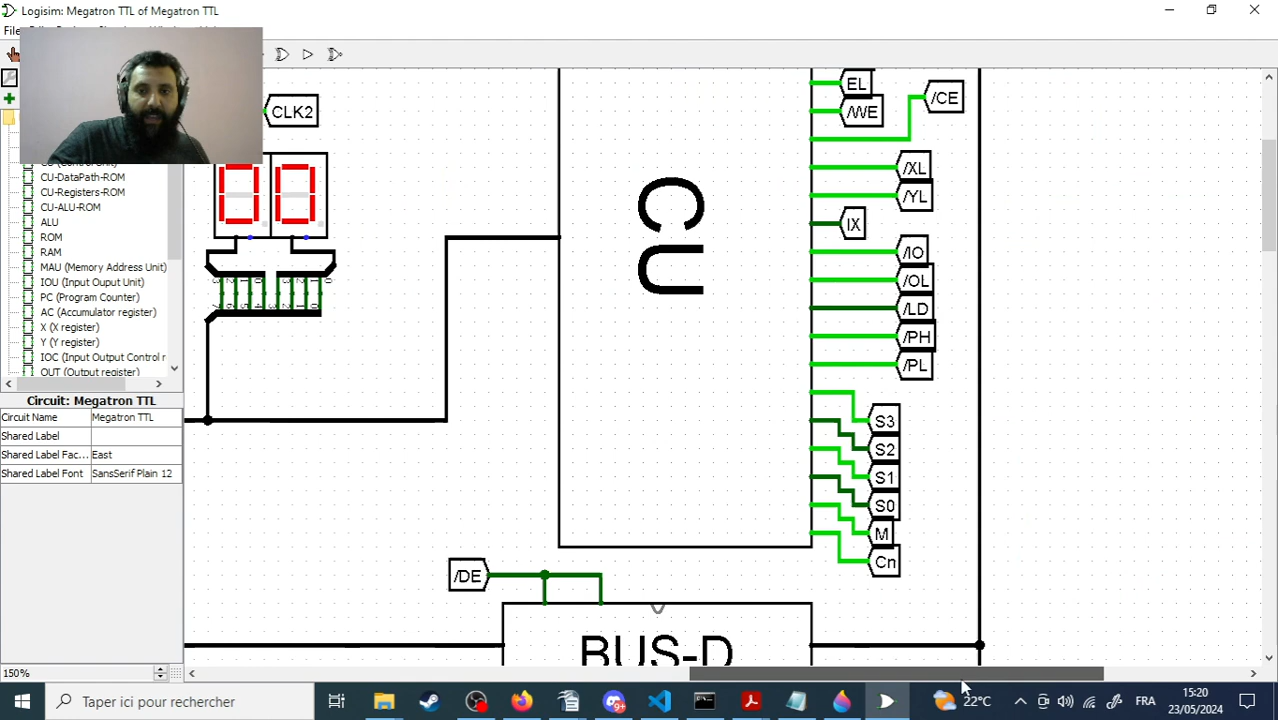 Logisim: Megatron TTL of Megatron TTL
CLK2
00
CU-DataPath-ROM
CU-Registers-ROM
CU-ALU-ROM
ALU
ROM
RAM
MAU (Memory Address Unit)
IOU (Input Ouput Unit)
PC (Program Counter)
AC (Accumulator register)
X (X register)
Y (Y register)
IOC (Input Output Control r
OUT (Output register)
Circuit: Megatron TTL
Circuit Name Megatron TTL
Shared Label
Shared Label Fac... East
Shared Label Font SansSerif Plain 12
CU
EL
/WE
/CE
/XL
/YL
IX
/IO
/OL
/LD
/PH
/PL
S3
S2
S1
S0
M
Cn
/DE
BUS-D
150%
Taper ici pour rechercher
9+
22°C
FRA
15:20
23/05/2024